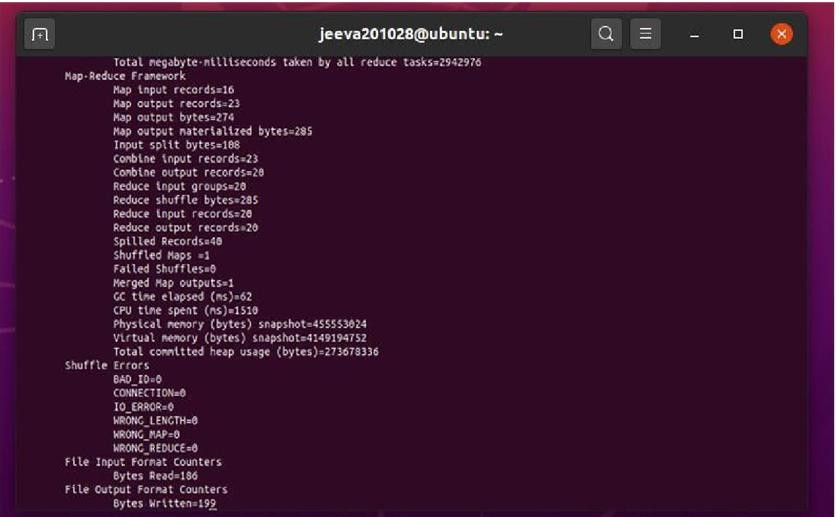 jeeva201028@ubuntu: ~
Total megabyte-milliseconds taken by all reduce tasks=2942976
Map-Reduce Framework
Map input records=16
Map output records=23
Map output bytes=274
Map output materialized bytes=285
Input split bytes=108
Combine input records=23
Combine output records=20
Reduce input groups=20
Reduce shuffle bytes=285
Reduce input records=20
Reduce output records=20
Spilled Records=40
Shuffled Maps =1
Failed Shuffles=0
Merged Map outputs=1
GC time elapsed (ms)=62
CPU time spent (ms)=1510
Physical memory (bytes) snapshot=455553024
Virtual memory (bytes) snapshot=4149194752
Total committed heap usage (bytes)=273678336
Shuffle Errors
BAD_ID=0
CONNECTION=0
IO_ERROR=0
WRONG_LENGTH=0
WRONG_MAP=0
WRONG_REDUCE=0
File Input Format Counters
Bytes Read=186
File Output Format Counters
Bytes Written=199